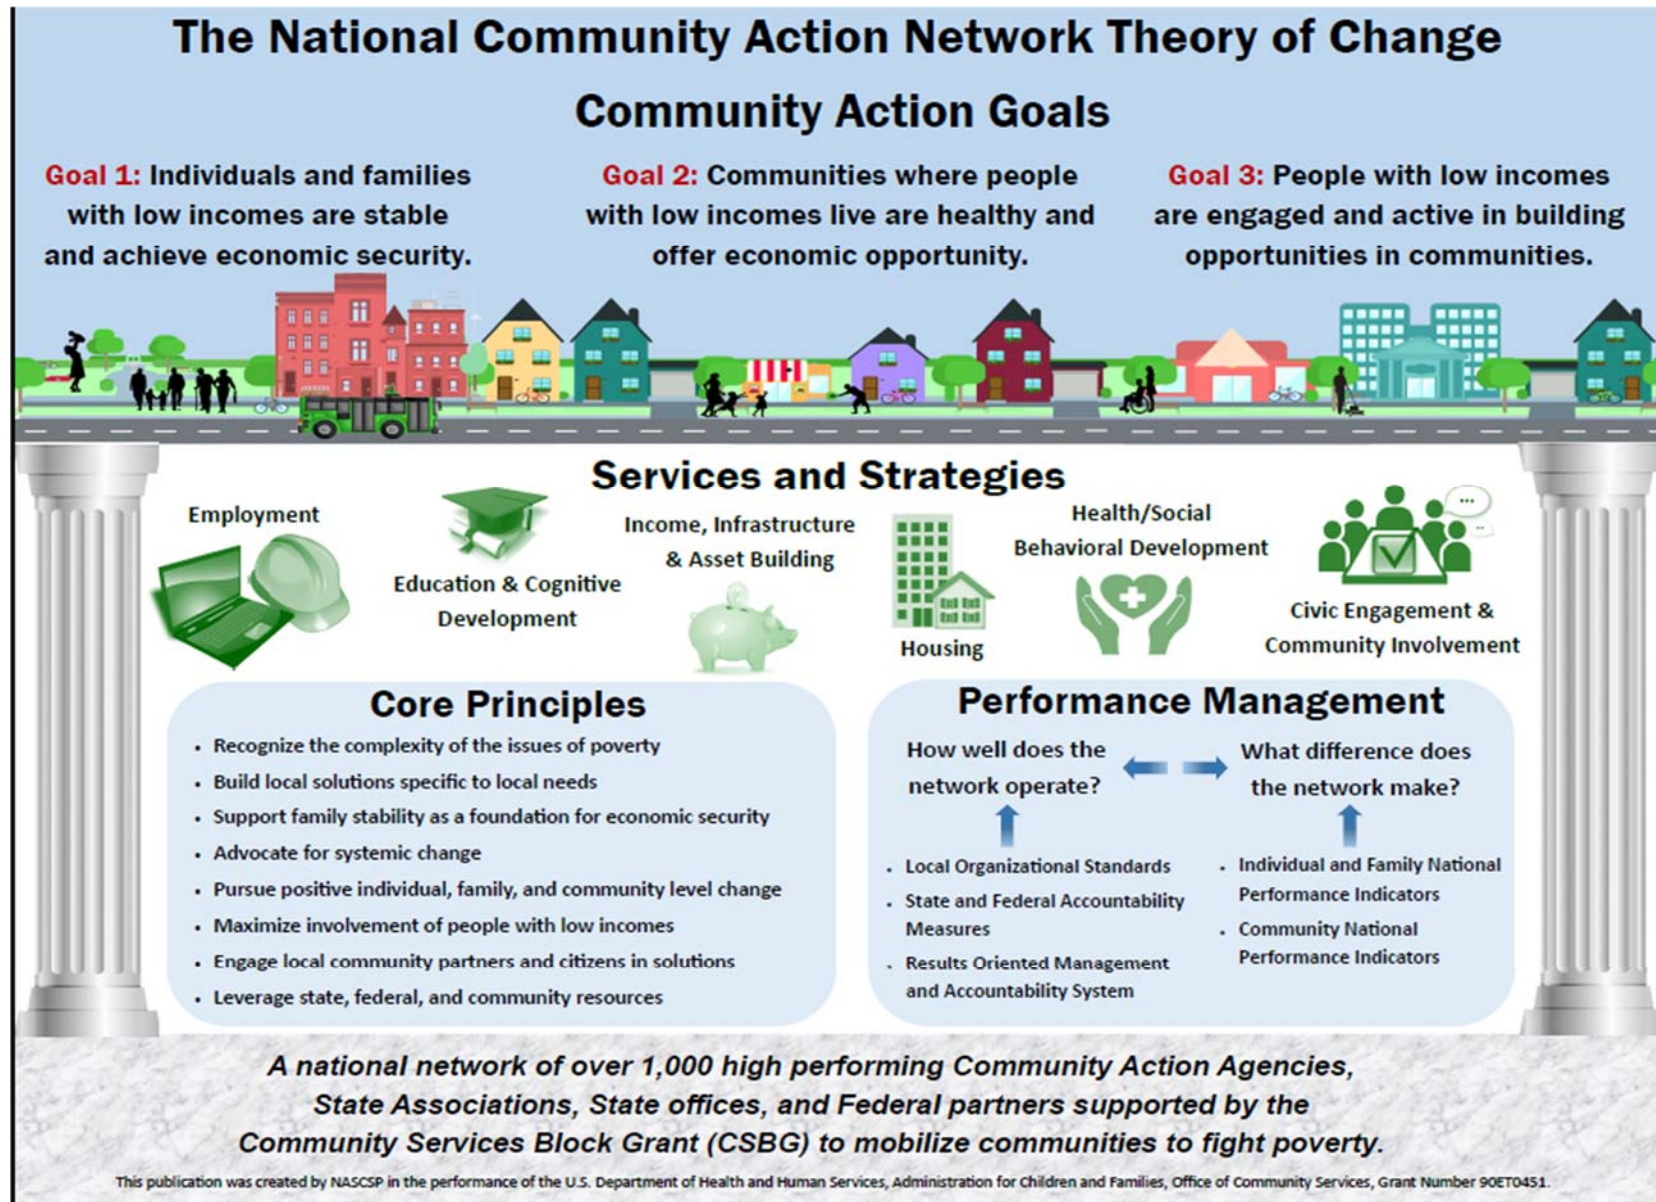 The National Community Action Network Theory of Change
Community Action Goals
Goal 1: Individuals and families
with low incomes are stable
and achieve economic security.
Goal 2: Communities where people
with low incomes live are healthy and
offer economic opportunity.
Goal 3: People with low incomes
are engaged and active in building
opportunities in communities.
Services and Strategies
Employment
Education & Cognitive
Development
Income, Infrastructure
& Asset Building
Housing
Health/Social
Behavioral Development
Civic Engagement &
Community Involvement
Core Principles
• Recognize the complexity of the issues of poverty
• Build local solutions specific to local needs
• Support family stability as a foundation for economic security
• Advocate for systemic change
• Pursue positive individual, family, and community level change
• Maximize involvement of people with low incomes
• Engage local community partners and citizens in solutions
• Leverage state, federal, and community resources
Performance Management
How well does the
network operate?
• Local Organizational Standards
• State and Federal Accountability
Measures
• Results Oriented Management
and Accountability System
What difference does
the network make?
• Individual and Family National
Performance Indicators
• Community National
Performance Indicators
A national network of over 1,000 high performing Community Action Agencies,
State Associations, State offices, and Federal partners supported by the
Community Services Block Grant (CSBG) to mobilize communities to fight poverty.
This publication was created by NASCSP in the performance of the U.S. Department of Health and Human Services, Administration for Children and Families, Office of Community Services, Grant Number 90ET0451.